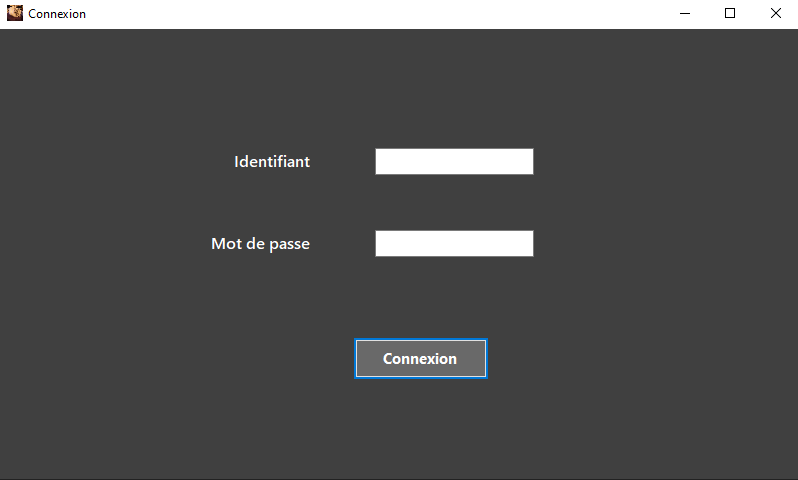 Connexion
Identifiant
Mot de passe
Connexion